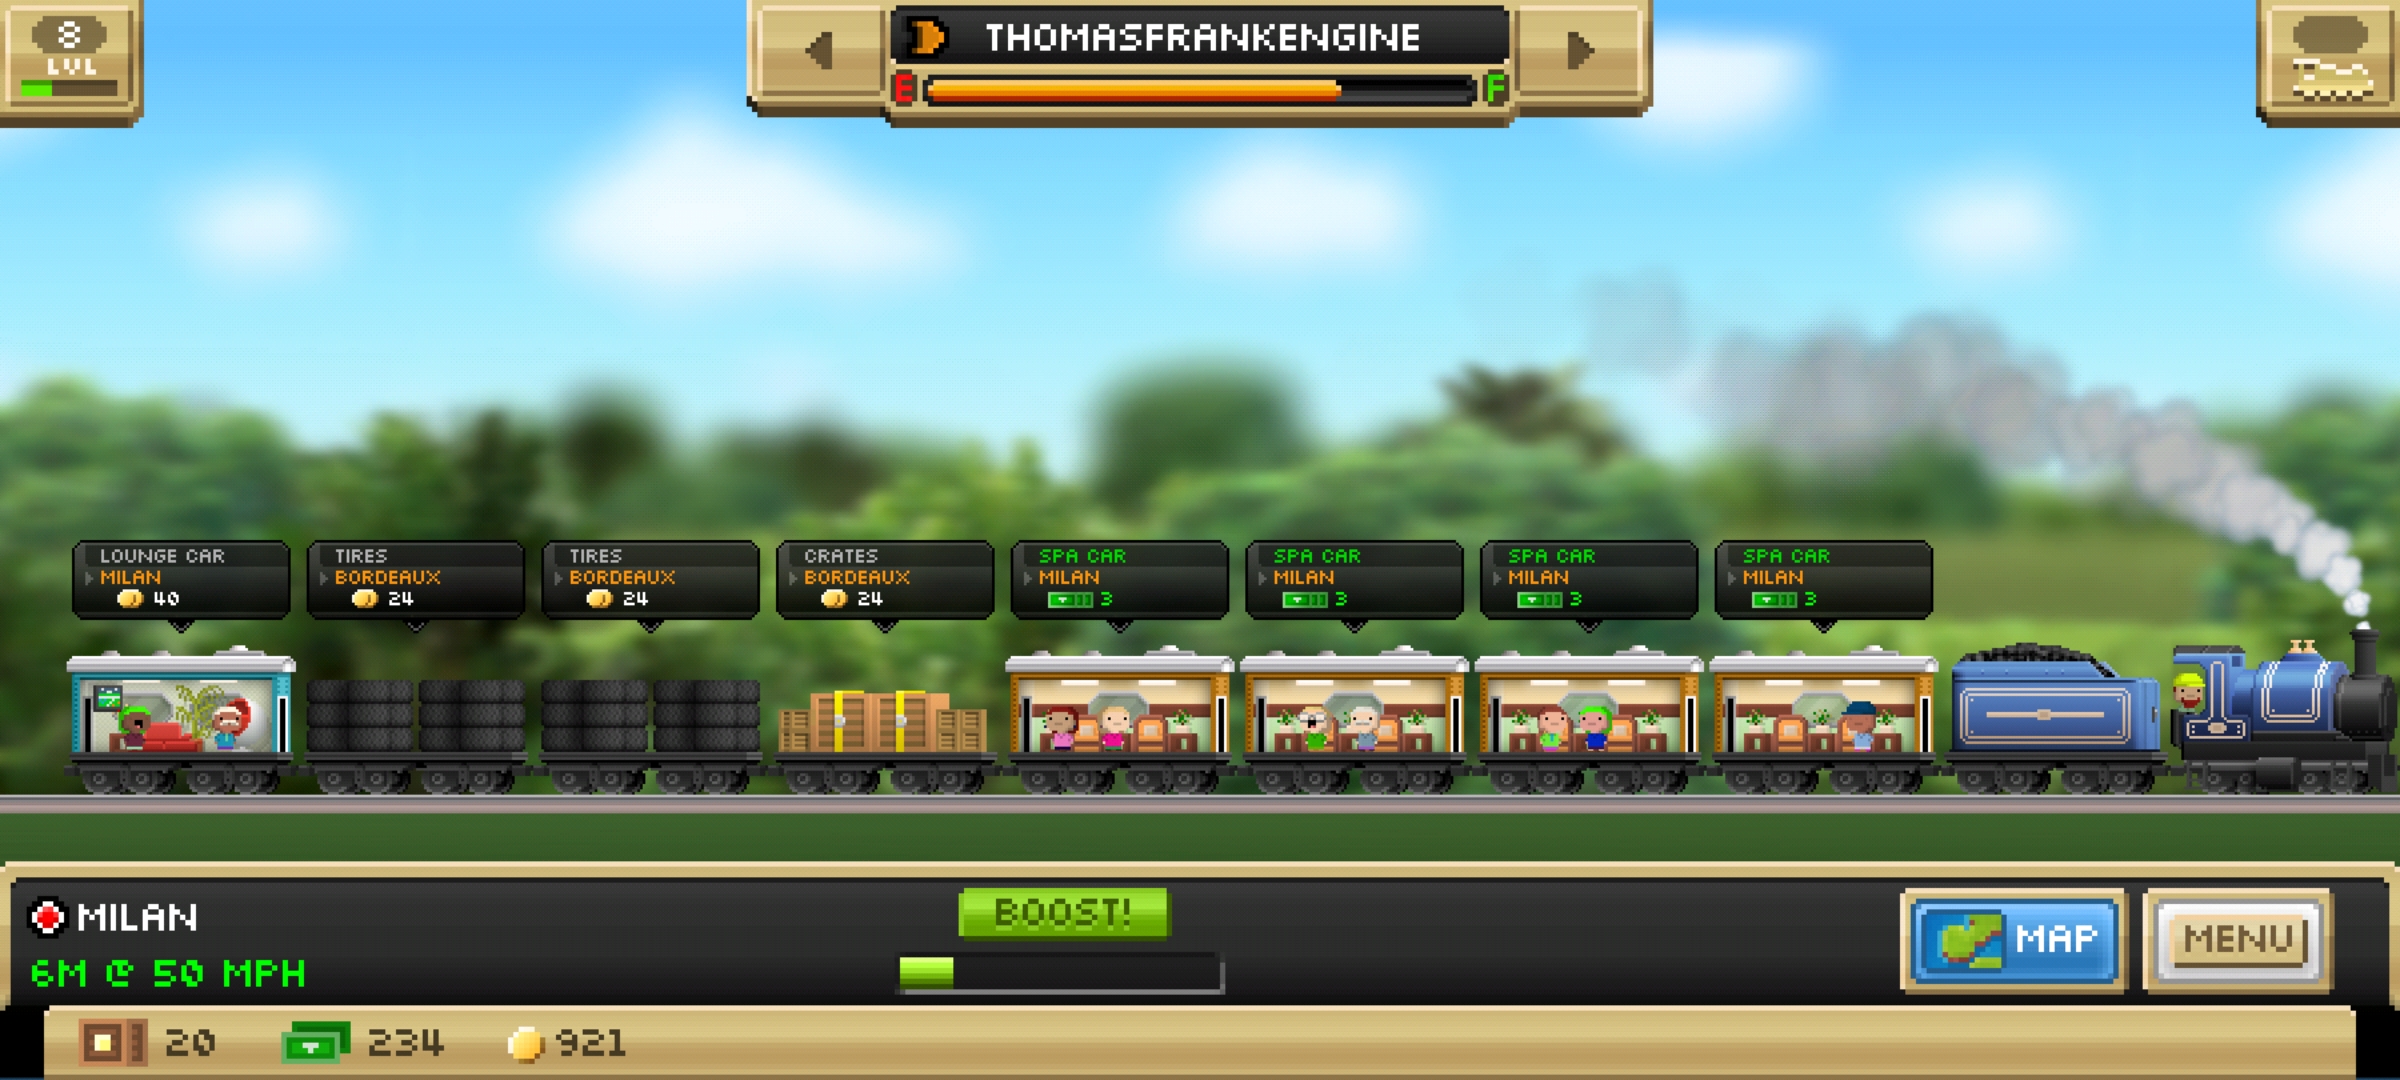 8
LVL
THOMASFRANKENGINE
E F
LOUNGE CAR
MILAN
40
TIRES
BORDEAUX
24
TIRES
BORDEAUX
24
CRATES
BORDEAUX
24
SPA CAR
MILAN
3
SPA CAR
MILAN
3
SPA CAR
MILAN
3
SPA CAR
MILAN
3
MILAN
6M @ 50 MPH
BOOST!
MAP
MENU
20
234
921